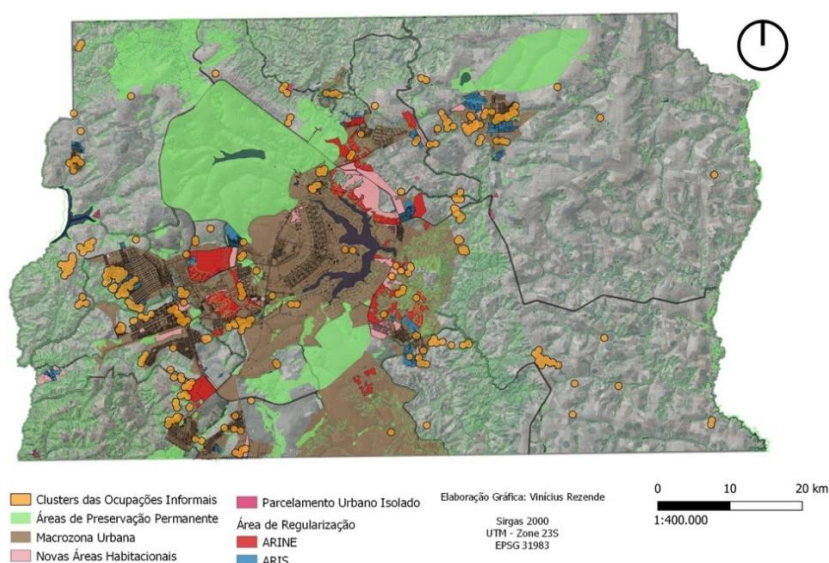 Clusters das Ocupações Informais
Áreas de Preservação Permanente
Macrozona Urbana
Novas Áreas Habitacionais
Parcelamento Urbano Isolado
Área de Regularização
ARINE
ARIS
Elaboração Gráfica: Vinícius Rezende
Sirgas 2000
UTM - Zone 23S
EPSG 31983
0 10 20 km
1:400.000